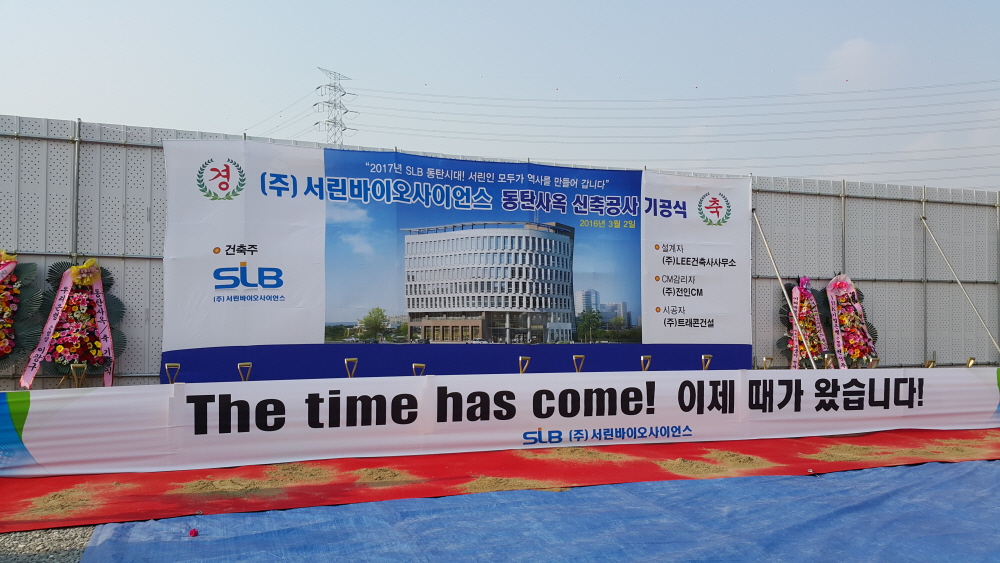 경
"2017년 SLB 동탄시대! 서린인 모두가 역사를 만들어 갑니다"
(주) 서린바이오사이언스 동탄사옥 신축공사 기공식
축
2016년 3월 2일
건축주
SLB
(주)서린바이오사이언스
설계자
(주)LEE건축사사무소
CM감리자
(주)전인CM
시공자
(주)트래콘건설
The time has come! 이제 때가 왔습니다!
SLB (주)서린바이오사이언스